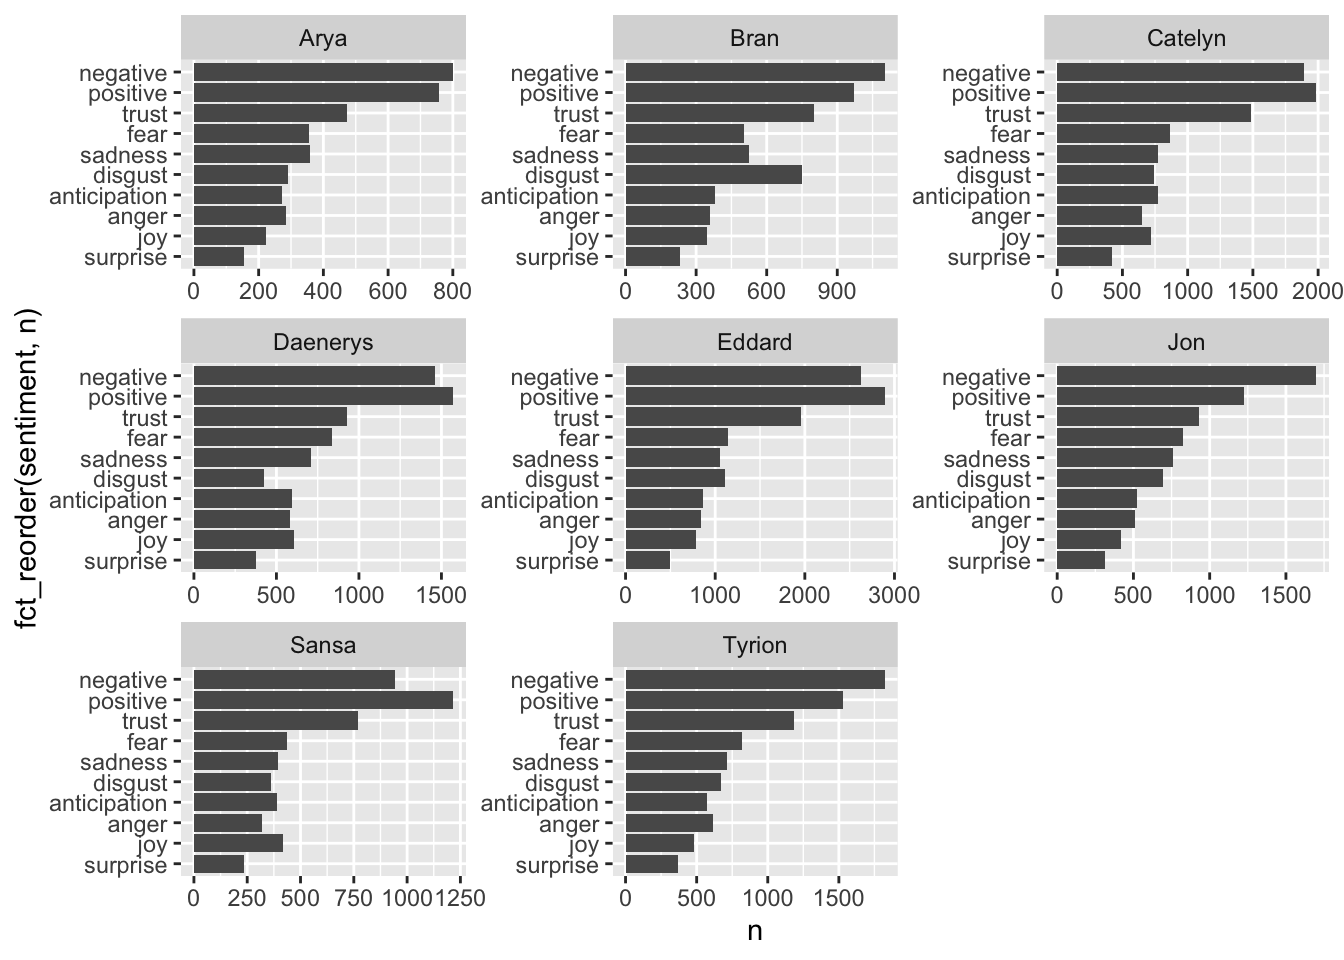 Arya
negative
positive
trust
fear
sadness
disgust
anticipation
anger
joy
surprise
0 200 400 600 800
Bran
negative
positive
trust
fear
sadness
disgust
anticipation
anger
joy
surprise
0 300 600 900
Catelyn
negative
positive
trust
fear
sadness
disgust
anticipation
anger
joy
surprise
0 500 1000 1500 2000
Daenerys
negative
positive
trust
fear
sadness
disgust
anticipation
anger
joy
surprise
0 500 1000 1500
Eddard
negative
positive
trust
fear
sadness
disgust
anticipation
anger
joy
surprise
0 1000 2000 3000
Jon
negative
positive
trust
fear
sadness
disgust
anticipation
anger
joy
surprise
0 500 1000 1500
Sansa
negative
positive
trust
fear
sadness
disgust
anticipation
anger
joy
surprise
0 250 500 750 1000 1250
Tyrion
negative
positive
trust
fear
sadness
disgust
anticipation
anger
joy
surprise
0 500 1000 1500
n
fct_reorder(sentiment, n)